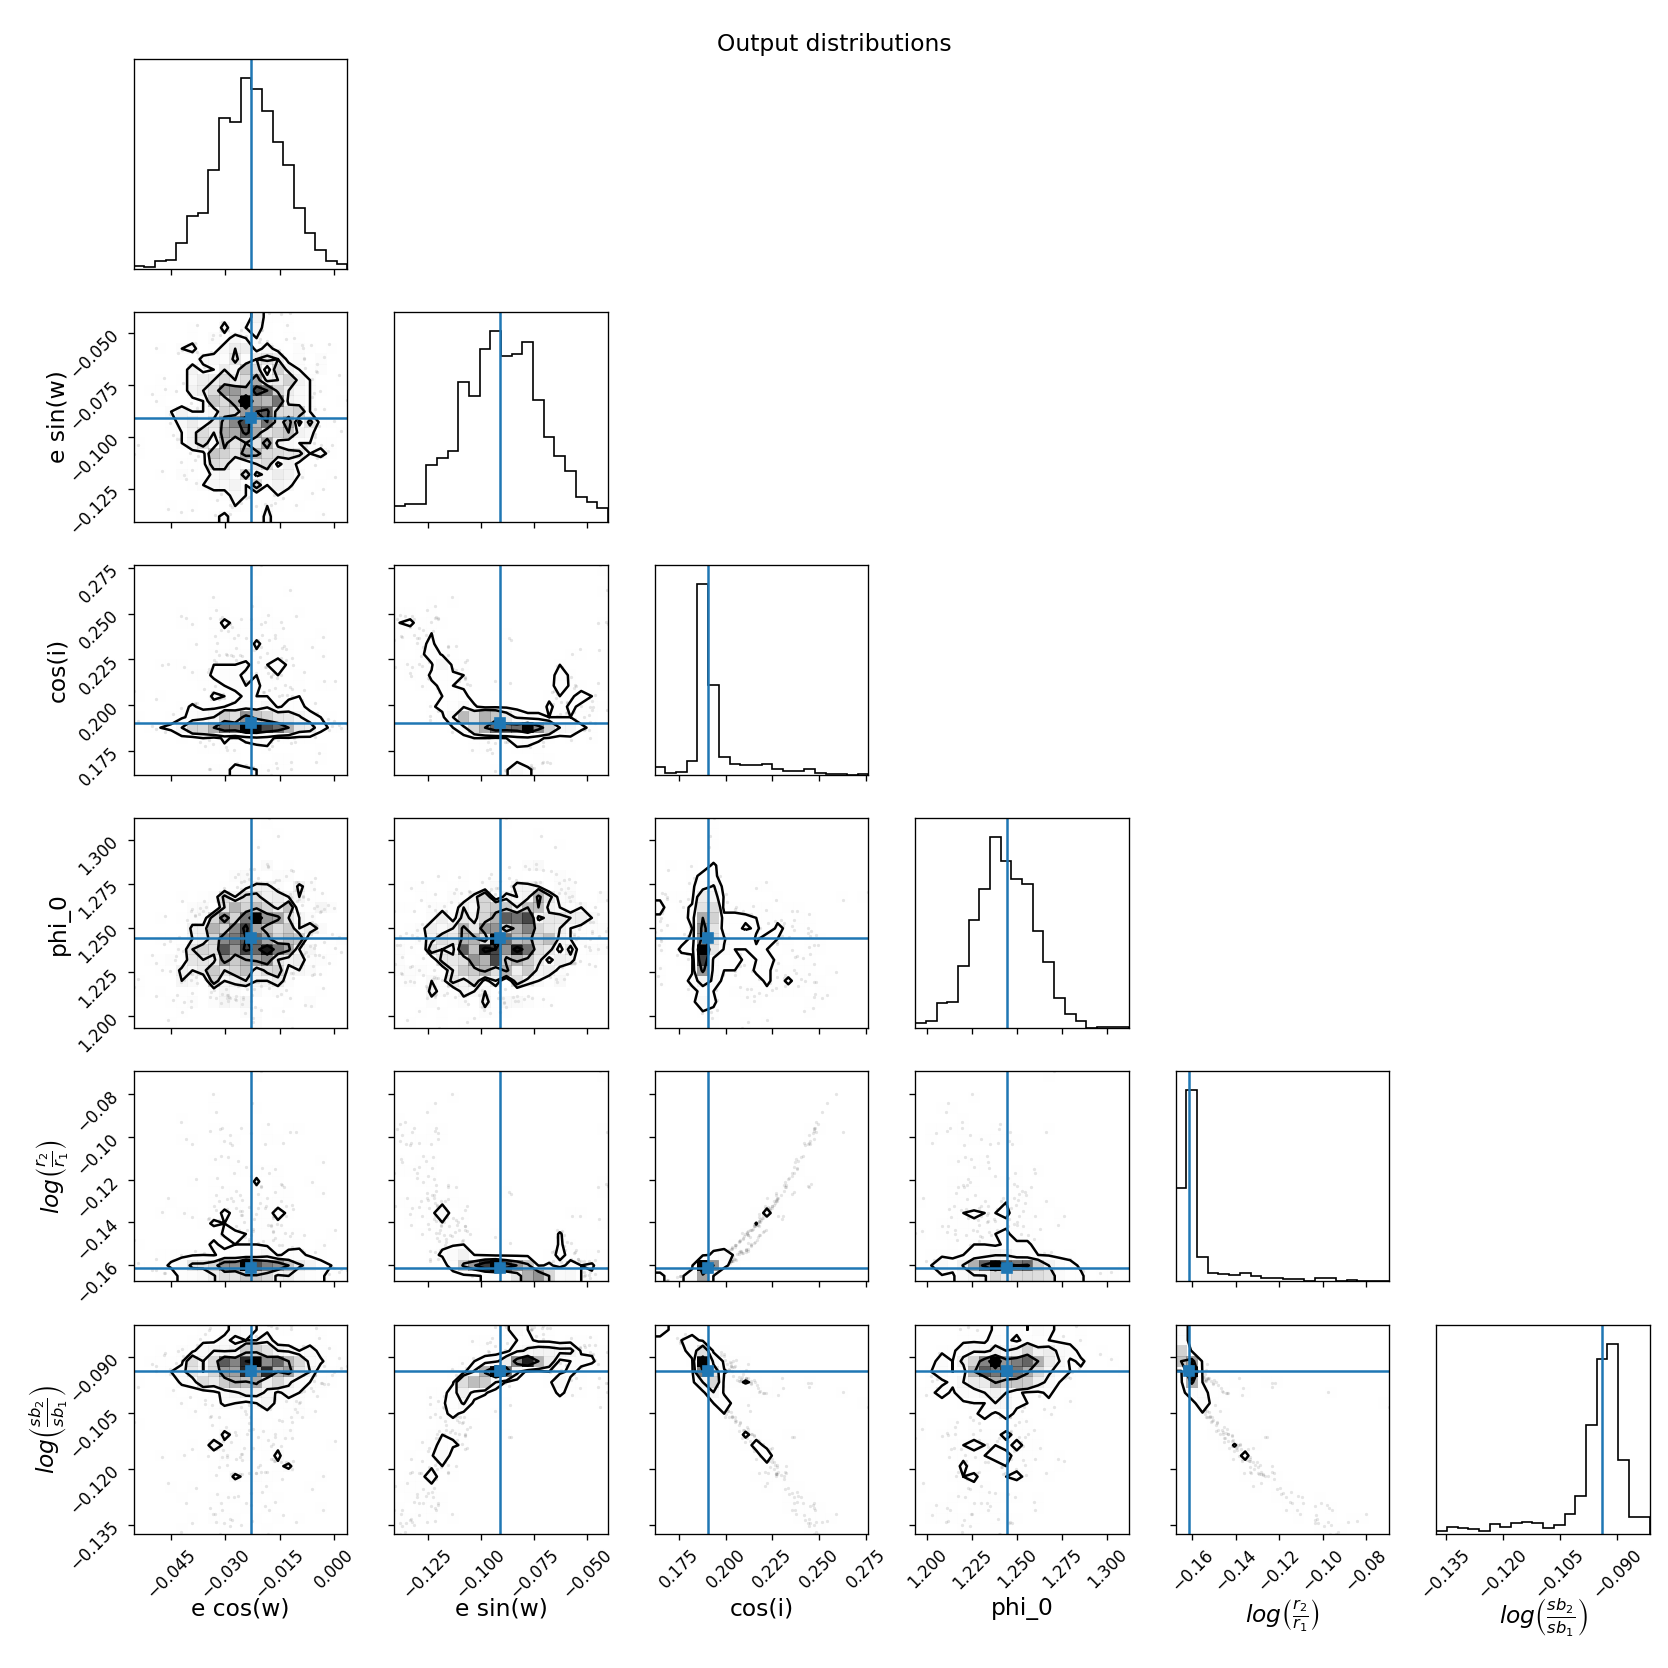 Output distributions
e sin(w)
−0.050
−0.075
−0.100
−0.125
cos(i)
0.275
0.250
0.225
0.200
0.175
phi_0
1.300
1.275
1.250
1.225
1.200
log(r₂/r₁)
−0.08
−0.10
−0.12
−0.14
−0.16
log(sb₂/sb₁)
−0.090
−0.105
−0.120
−0.135
−0.045 −0.030 −0.015 0.000
e cos(w)
−0.125 −0.100 −0.075 −0.050
e sin(w)
0.175 0.200 0.225 0.250 0.275
cos(i)
1.200 1.225 1.250 1.275 1.300
phi_0
−0.16 −0.14 −0.12 −0.10 −0.08
log(r₂/r₁)
−0.135 −0.120 −0.105 −0.090
log(sb₂/sb₁)